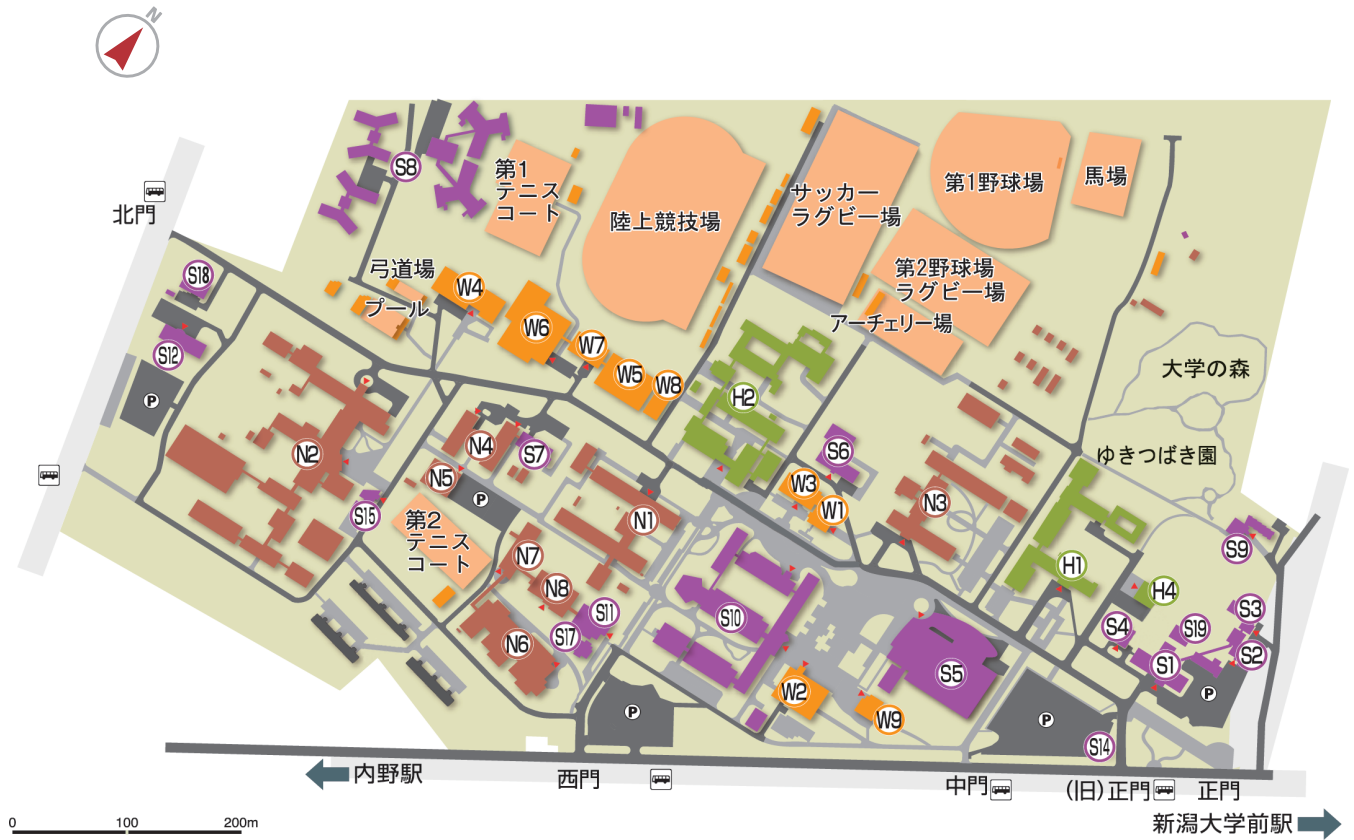 N
北門
S8
第1
テニス
コート
陸上競技場
サッカー
ラグビー場
第1野球場
馬場
第2野球場
ラグビー場
アーチェリー場
大学の森
ゆきつばき園
弓道場
プール
W4
W6
W7
W5
W8
S18
S12
P
N2
S15
N4
N5
S7
P
第2
テニス
コート
N1
N7
N8
S11
S17
N6
H2
S6
W3
W1
N3
H1
H4
S9
S3
S19
S4
S1
S2
P
S10
S5
W2
W9
P
P
S14
内野駅
西門
中門
(旧)正門
正門
新潟大学前駅
0 100 200m